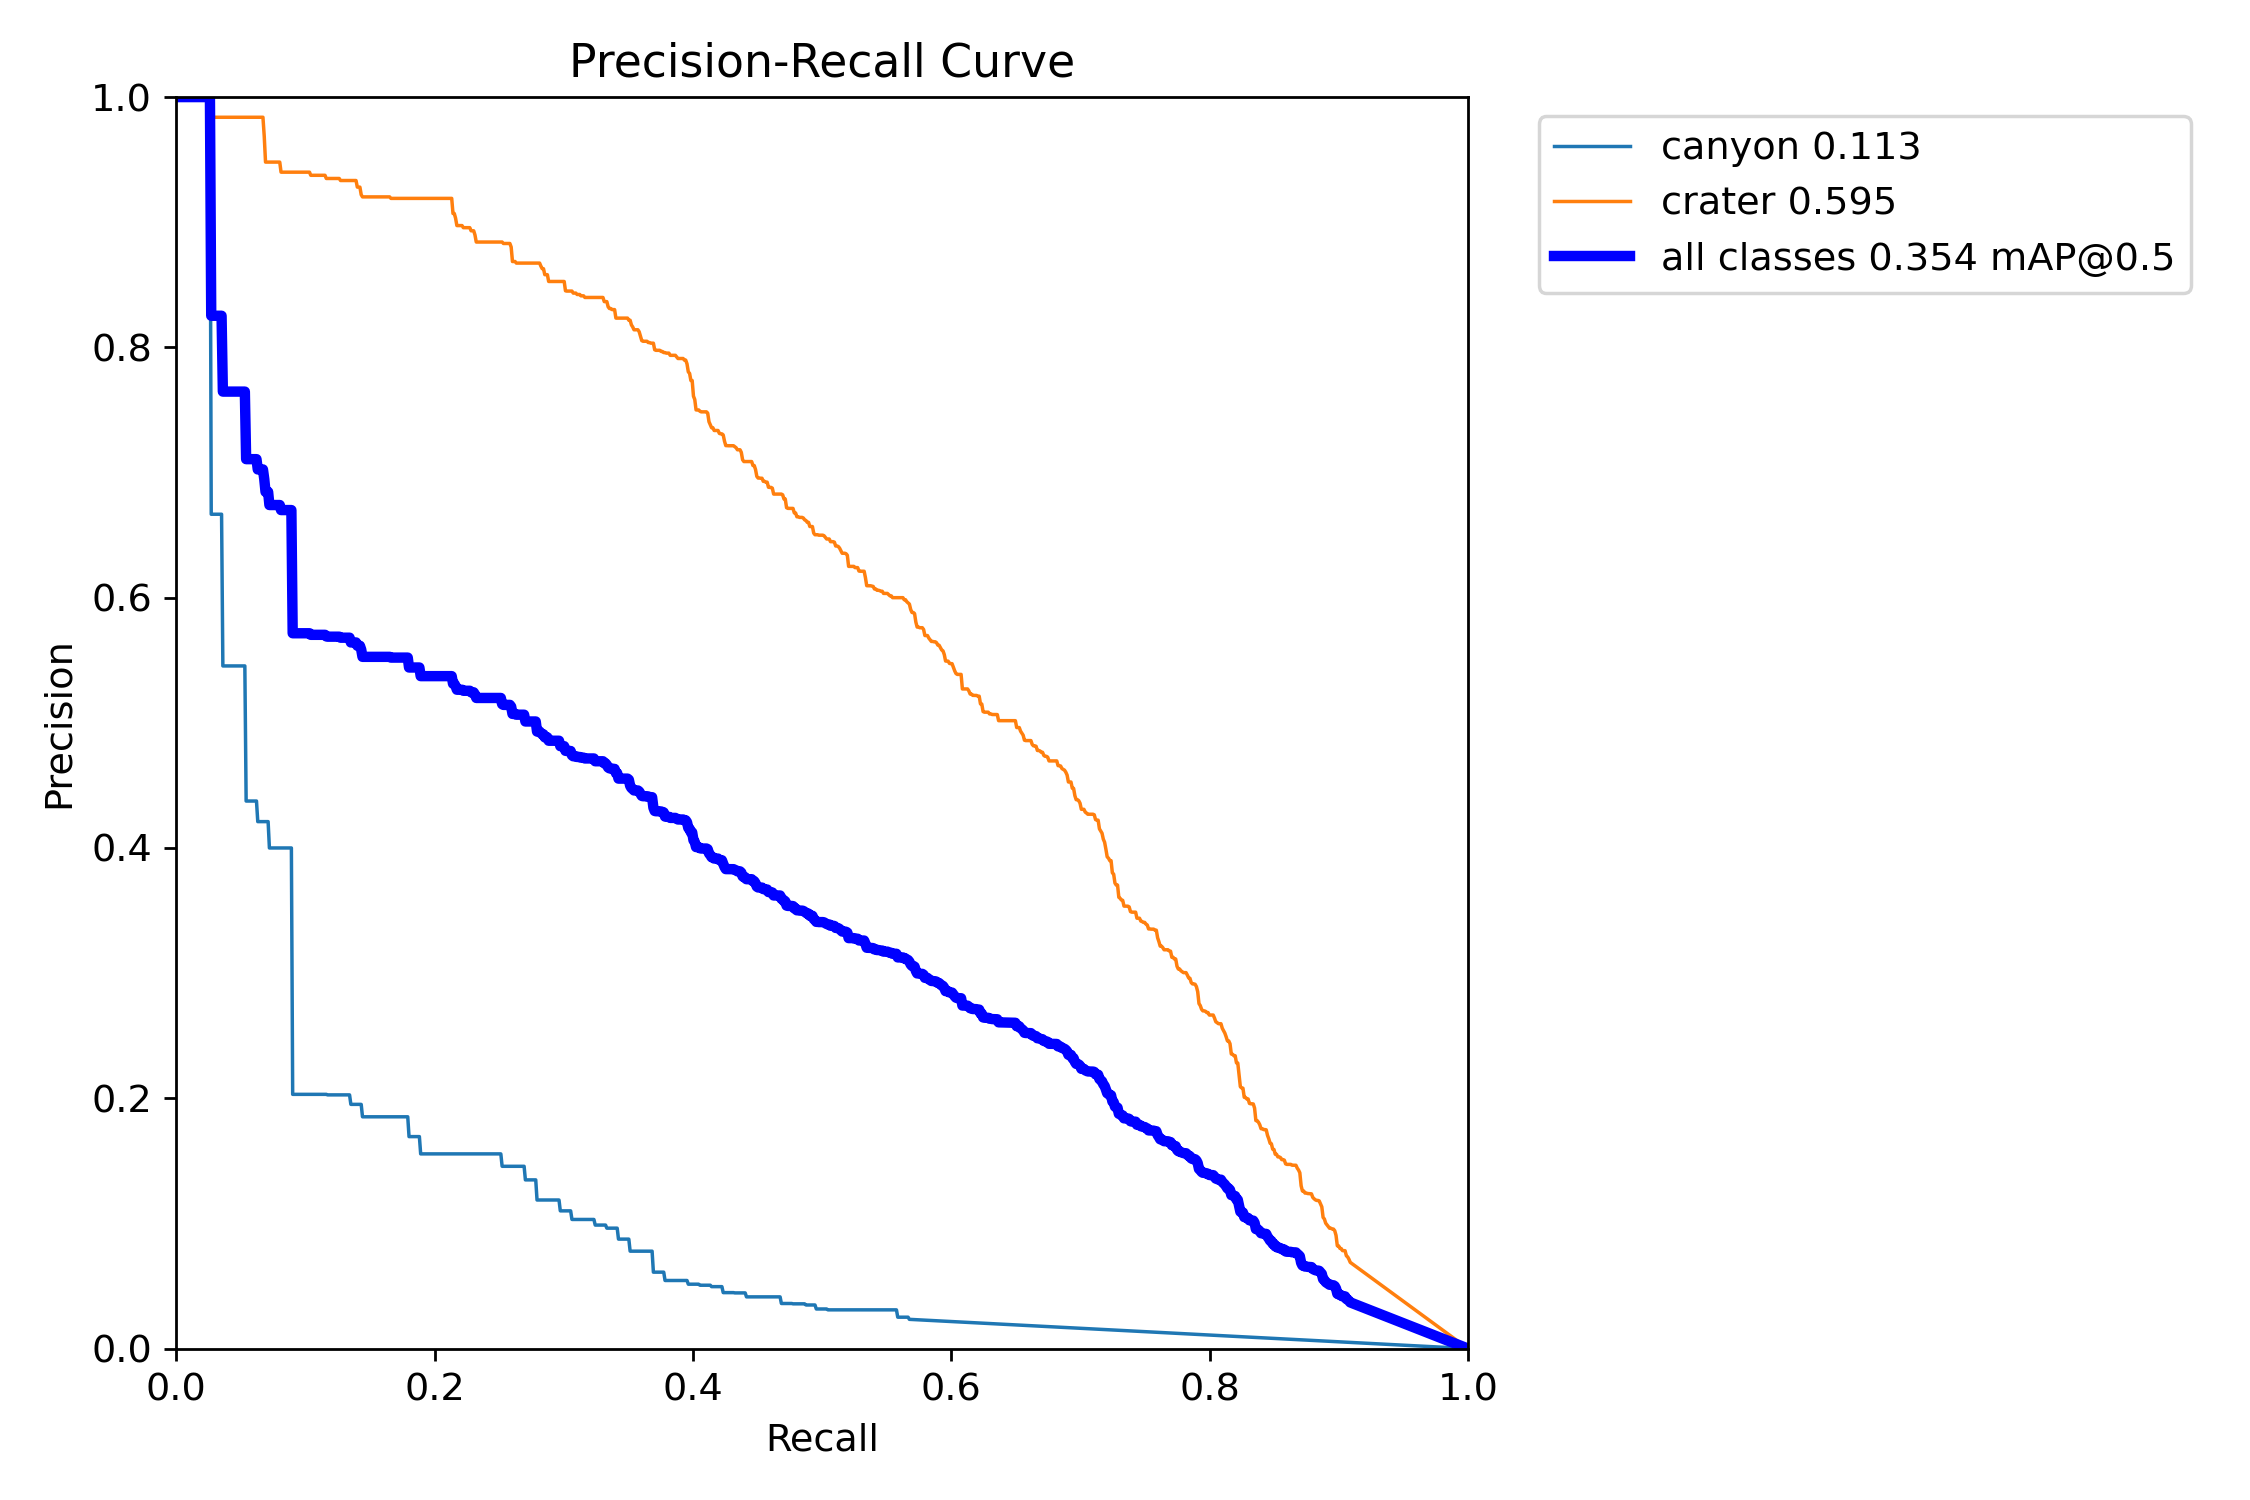 Precision-Recall Curve
1.0
0.8
0.6
0.4
0.2
0.0
Precision
0.0 0.2 0.4 0.6 0.8 1.0
Recall
canyon 0.113
crater 0.595
all classes 0.354 mAP@0.5